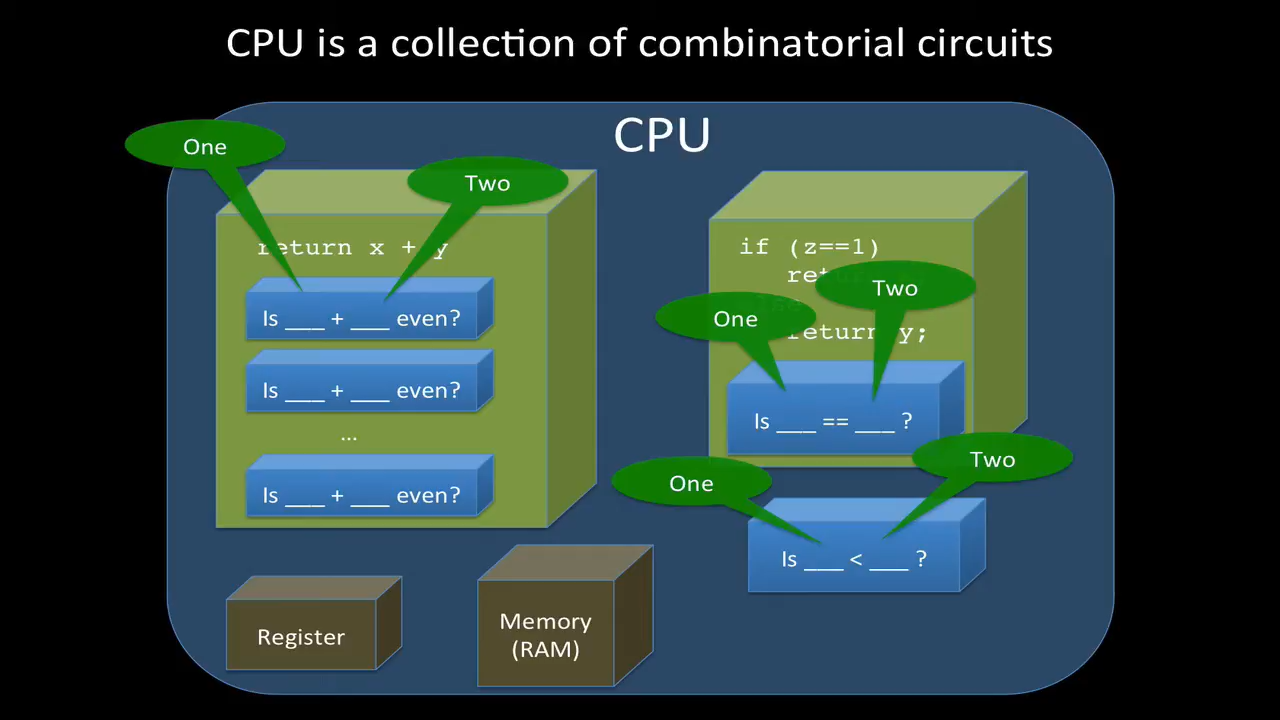 CPU is a collection of combinatorial circuits
CPU
One
Two
return x + y
Is ___ + ___ even?
Is ___ + ___ even?
...
Is ___ + ___ even?
if (z==1)
Two
One
return y;
Is ___ == ___ ?
Two
One
Is ___ < ___ ?
Register
Memory
(RAM)